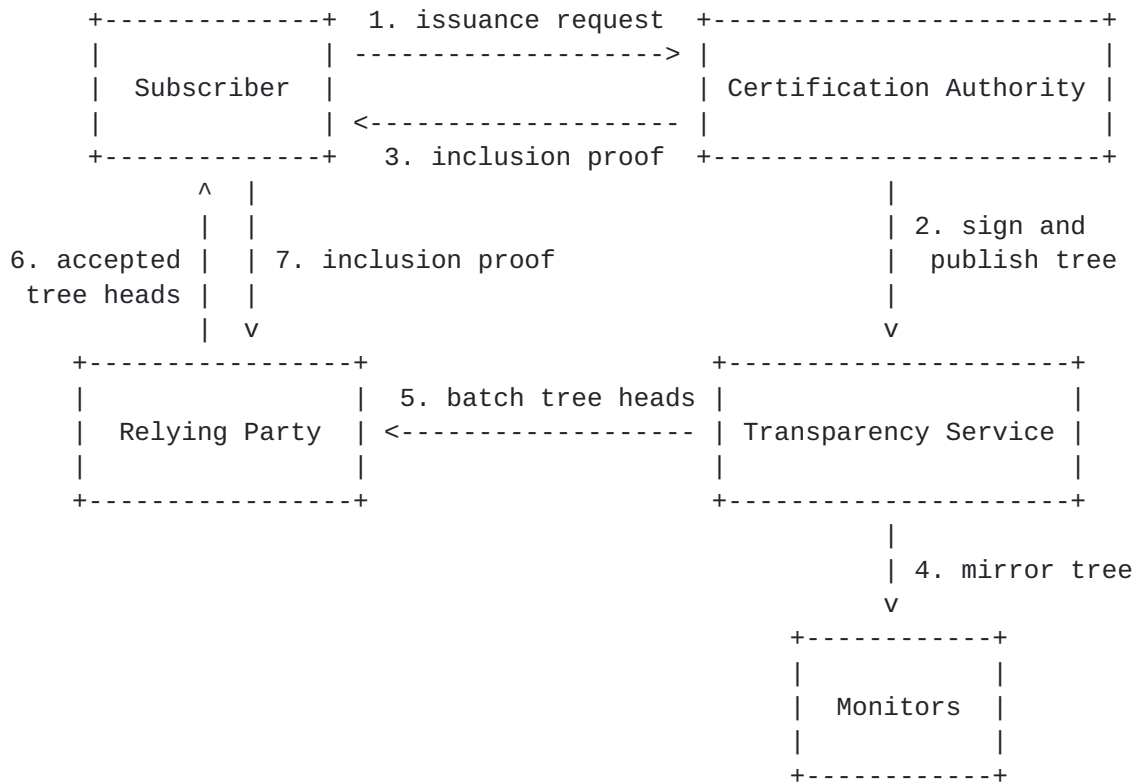 1. issuance request
Subscriber
Certification Authority
3. inclusion proof
2. sign and
publish tree
6. accepted
tree heads
7. inclusion proof
5. batch tree heads
Relying Party
Transparency Service
4. mirror tree
Monitors